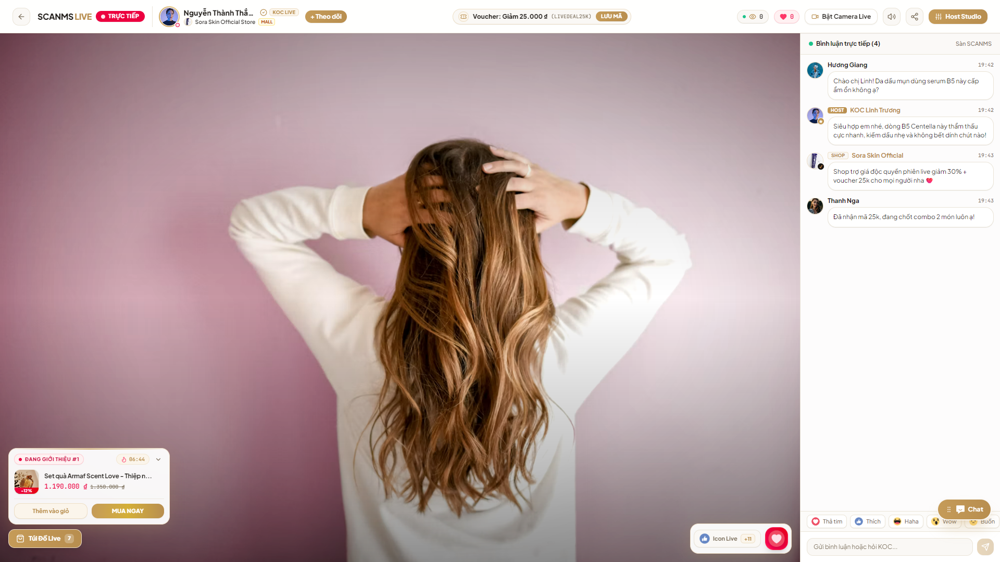 SCANMS LIVE
TRỰC TIẾP
Nguyễn Thành Thắ...
KOC LIVE
Sora Skin Official Store
MALL
+ Theo dõi
Voucher: Giảm 25.000 ₫ (LIVEDEAL25K)
LƯU MÃ
0
0
Bật Camera Live
Host Studio
Bình luận trực tiếp (4)
Sàn SCANMS
Hương Giang
19:42
Chào chị Linh! Da dầu mụn dùng serum B5 này cấp
ẩm ổn không ạ?
HOST
KOC Linh Trương
19:42
Siêu hợp em nhé, dòng B5 Centella này thẩm thấu
cực nhanh, kiềm dầu nhẹ và không bết dính chút nào!
SHOP
Sora Skin Official
19:43
Shop trợ giá độc quyền phiên live giảm 30% +
voucher 25k cho mọi người nha
Thanh Nga
19:43
Đã nhận mã 25k, đang chốt combo 2 món luôn ạ!
ĐANG GIỚI THIỆU #1
06:44
Set quà Armaf Scent Love – Thiệp n...
1.190.000 ₫
1.350.000 ₫
-12%
Thêm vào giỏ
MUA NGAY
Túi Đồ Live
7
Icon Live
+11
Chat
Thả tim
Thích
Haha
Wow
Buồn
Gửi bình luận hoặc hỏi KOC...